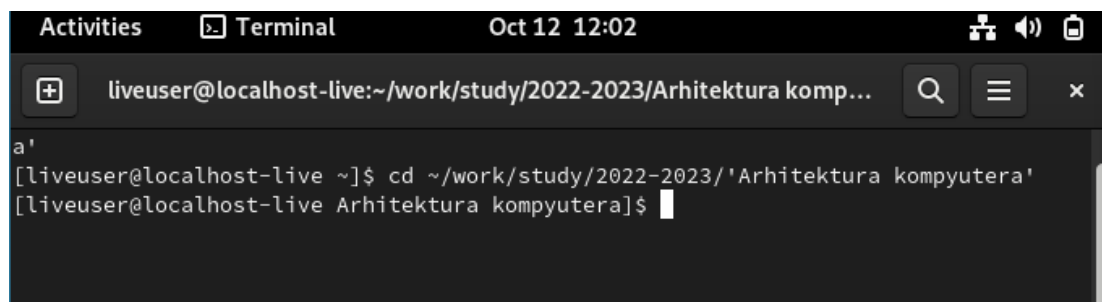 Activities Terminal Oct 12 12:02
liveuser@localhost-live:~/work/study/2022-2023/Arhitektura komp...
a'
[liveuser@localhost-live ~]$ cd ~/work/study/2022-2023/'Arhitektura kompyutera'
[liveuser@localhost-live Arhitektura kompyutera]$